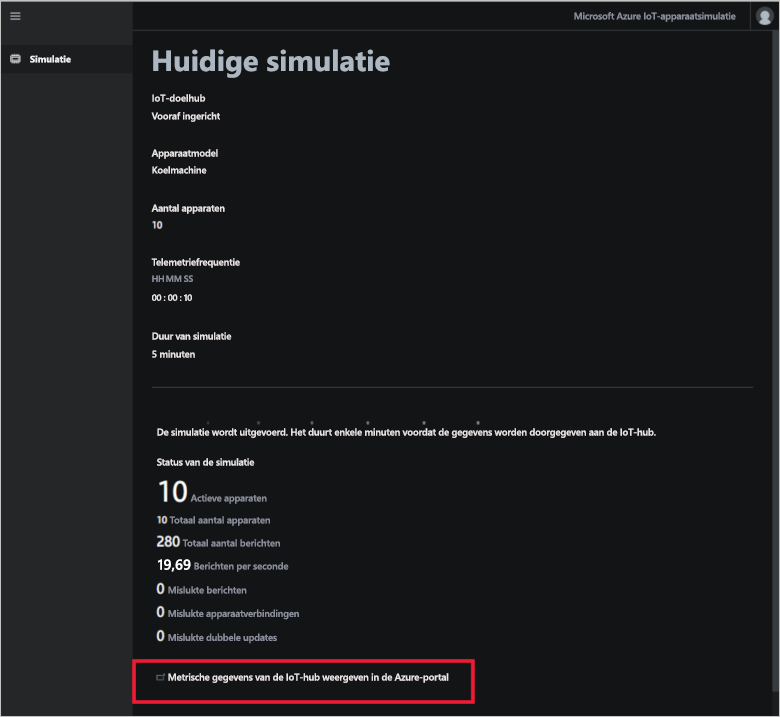 Microsoft Azure IoT-apparaatsimulatie
Simulatie
Huidige simulatie
IoT-doelhub
Vooraf ingericht
Apparaatmodel
Koelmachine
Aantal apparaten
10
Telemetriefrequentie
HH MM SS
00 : 00 : 10
Duur van simulatie
5 minuten
De simulatie wordt uitgevoerd. Het duurt enkele minuten voordat de gegevens worden doorgegeven aan de IoT-hub.
Status van de simulatie
10 Actieve apparaten
10 Totaal aantal apparaten
280 Totaal aantal berichten
19,69 Berichten per seconde
0 Mislukte berichten
0 Mislukte apparaatverbindingen
0 Mislukte dubbele updates
Metrische gegevens van de IoT-hub weergeven in de Azure-portal